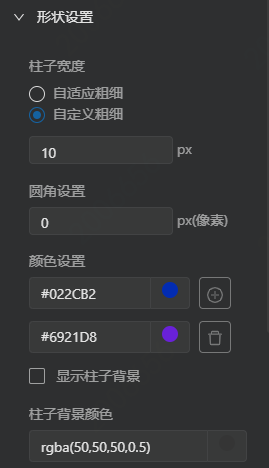 形状设置
柱子宽度
自适应粗细
自定义粗细
10 px
圆角设置
0 px(像素)
颜色设置
#022CB2
#6921D8
显示柱子背景
柱子背景颜色
rgba(50,50,50,0.5)